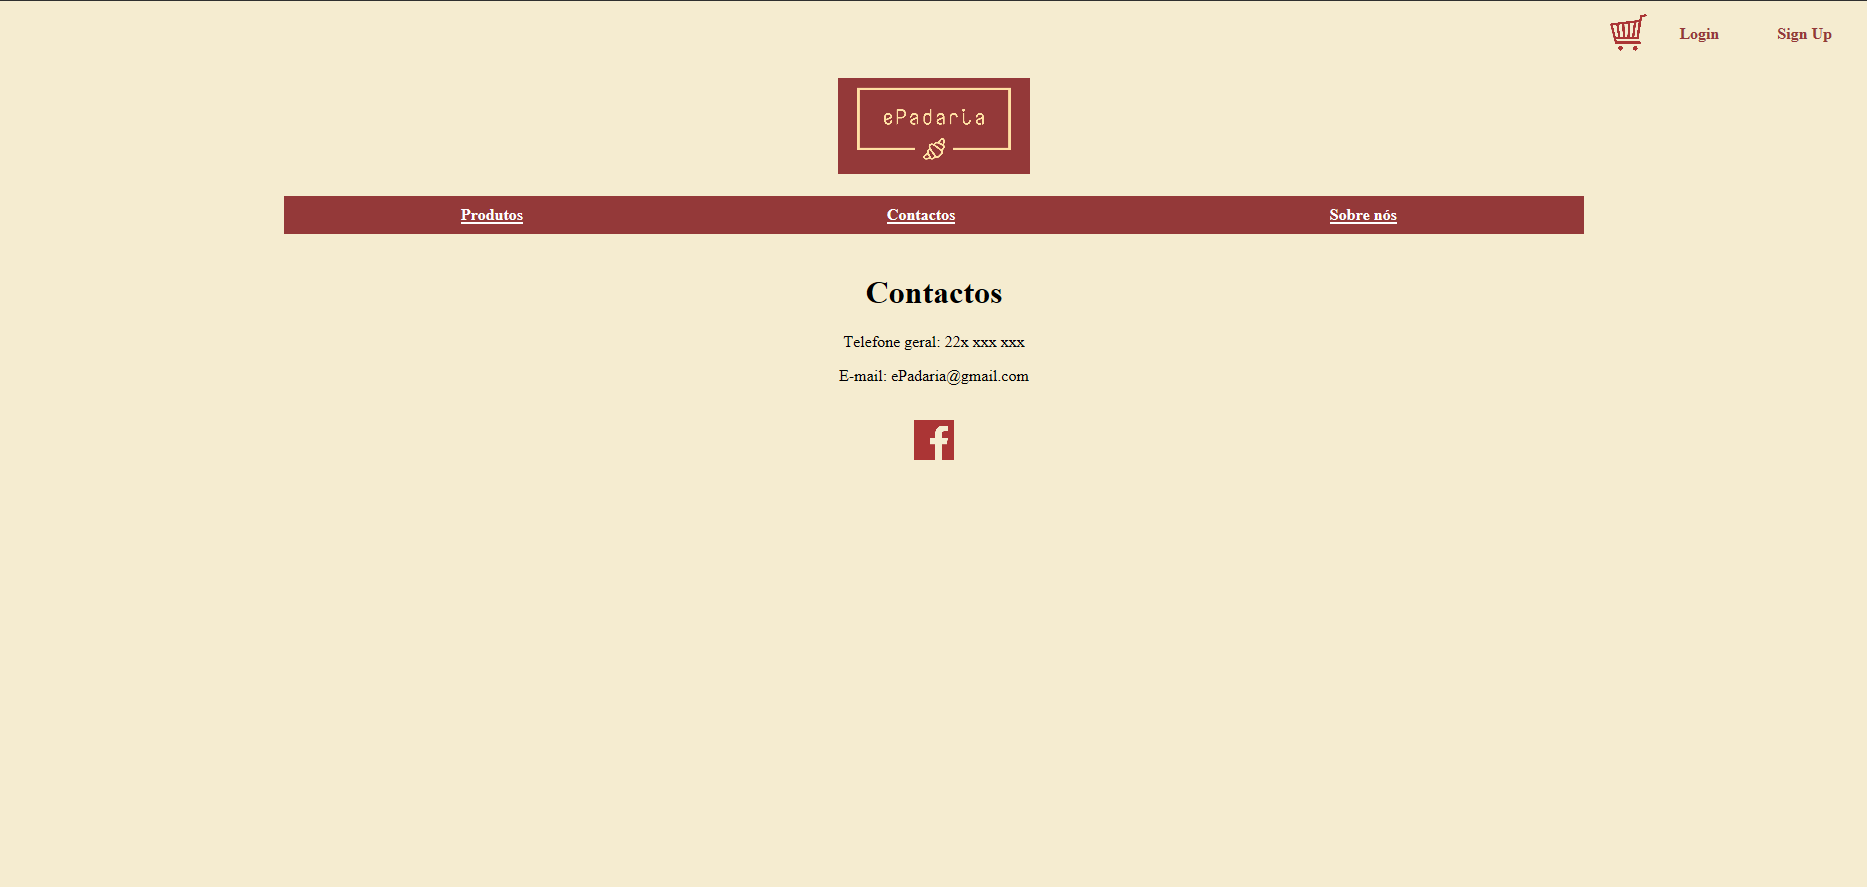 Login Sign Up
ePadaria
Produtos Contactos Sobre nós
Contactos
Telefone geral: 22x xxx xxx
E-mail: ePadaria@gmail.com
f